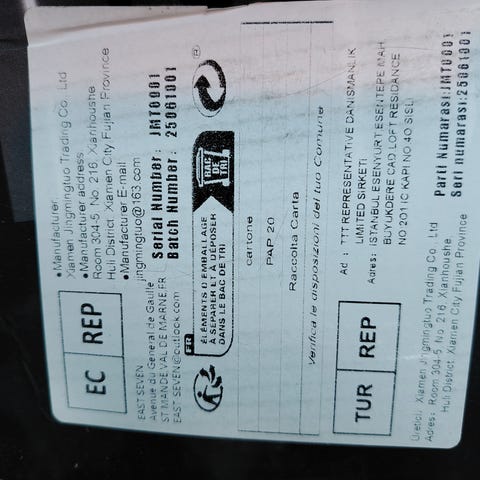 •Manufacturer:
Xiamen Jingmingtuo Trading Co., Ltd
•Manufacturer address
Room 304-5, No. 216, Xianhoushe,
Huli District, Xiamen City Fujian Province
•Manufacturer E-mail
jingmingtuo@163.com
Serial Number: JMT0001
Batch Number: 25061001
EC REP
EAST SEVEN
Avenue du General de Gaulle
ST MANDE VAL DE MARNE FR
EAST SEVEN@outlook.com
FR
ÉLÉMENTS D'EMBALLAGE
À SÉPARER ET À DÉPOSER
DANS LE BAC DE TRI
BAC
DE
TRI
cartone
PAP 20
Raccolta Carta
Verifica le disposizioni del tuo Comune
TUR REP
Ad : TTT REPRESENTATIVE DANISMANLIK
LIMITED SIRKETi
Adres: ISTANBUL ESENYURT ESENTEPE MAH
BUYUKDERE CAD LOFT RESIDANCE
NO 2011C KAPI NO 40 SISLI
Üretici: Xiamen Jingmingtuo Trading Co., Ltd
Adres: Room 304-5, No. 216, Xianhoushe,
Huli District, Xiamen City Fujian Province
Parti Numarasi:JMT0001
Seri numarasi:25061001